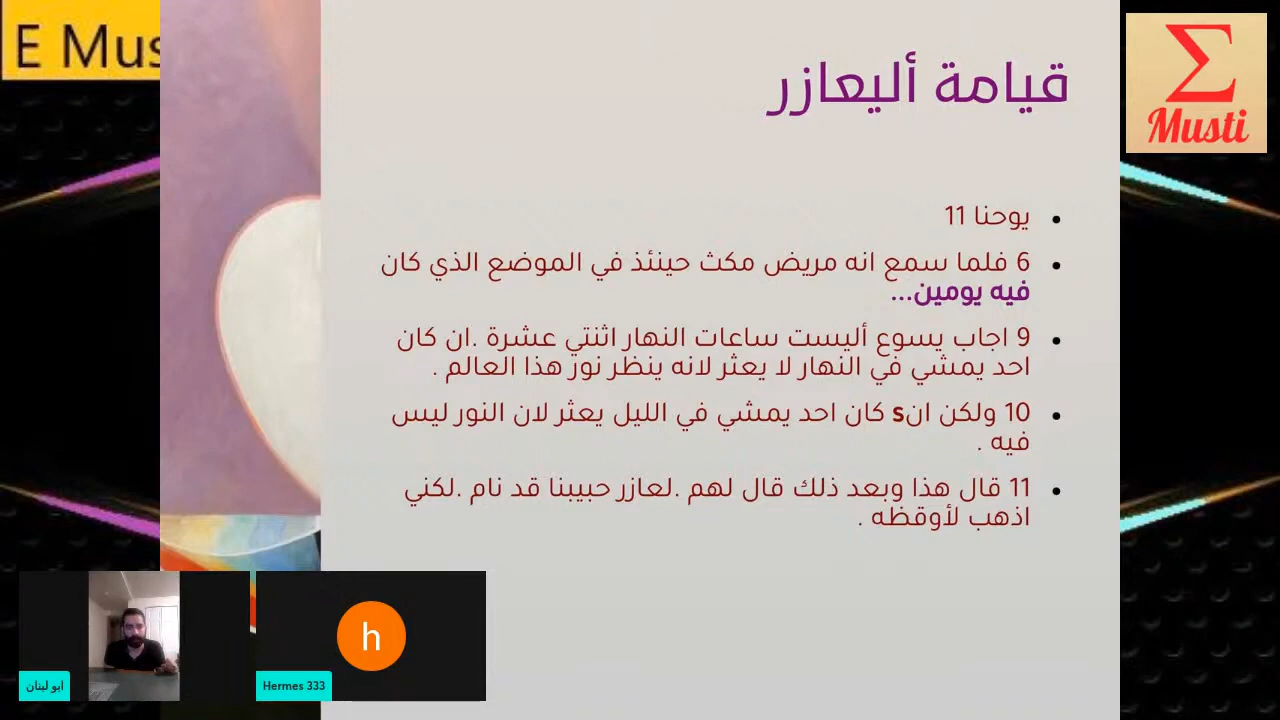 E Mus
Σ
Musti
قيامة أليعازر
• يوحنا 11
• 6 فلما سمع انه مريض مكث حينئذ في الموضع الذي كان
فيه يومين...
• 9 اجاب يسوع أليست ساعات النهار اثنتي عشرة .ان كان
احد يمشي في النهار لا يعثر لانه ينظر نور هذا العالم .
• 10 ولكن انs كان احد يمشي في الليل يعثر لان النور ليس
فيه .
• 11 قال هذا وبعد ذلك قال لهم .لعازر حبيبنا قد نام .لكني
اذهب لأوقظه .
h
ابو لبنان
Hermes 333